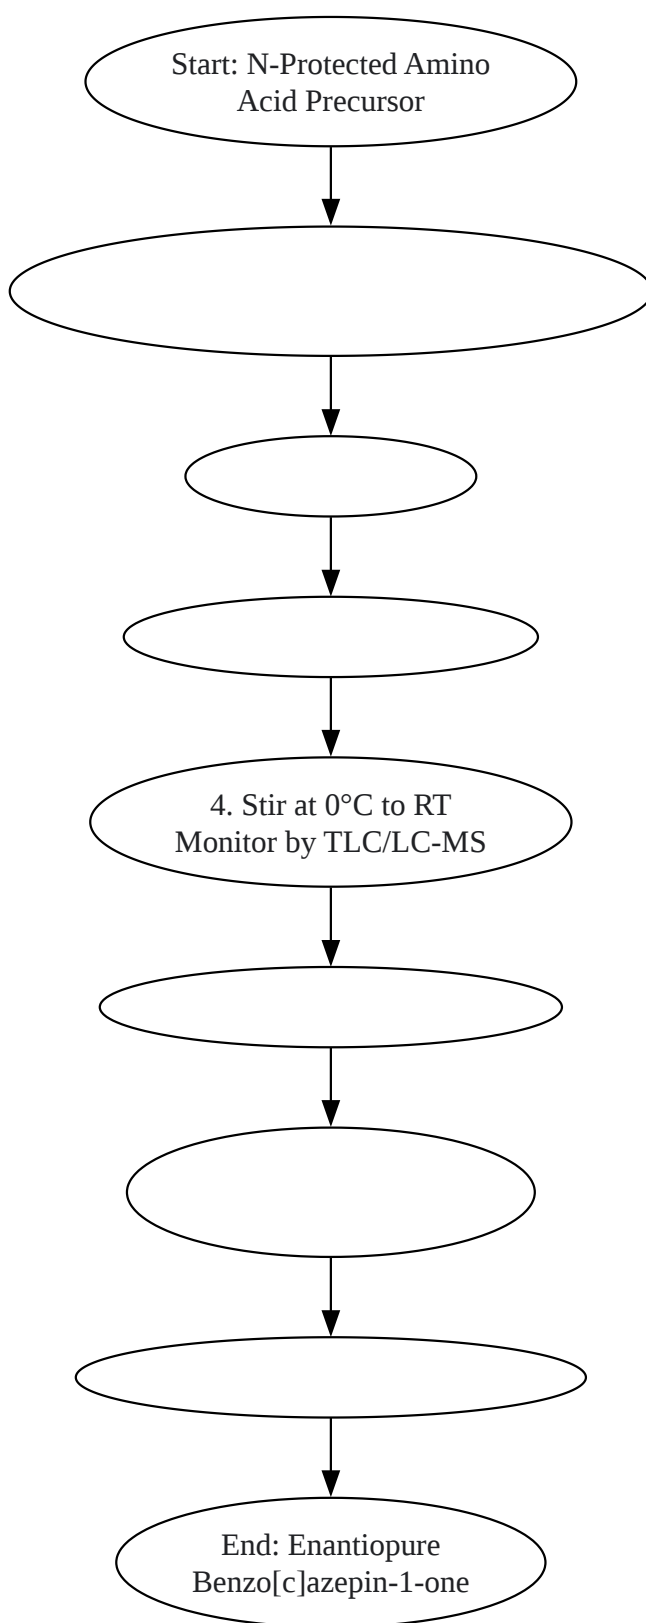 Start: N-Protected Amino
Acid Precursor
4. Stir at 0°C to RT
Monitor by TLC/LC-MS
End: Enantiopure
Benzo[c]azepin-1-one